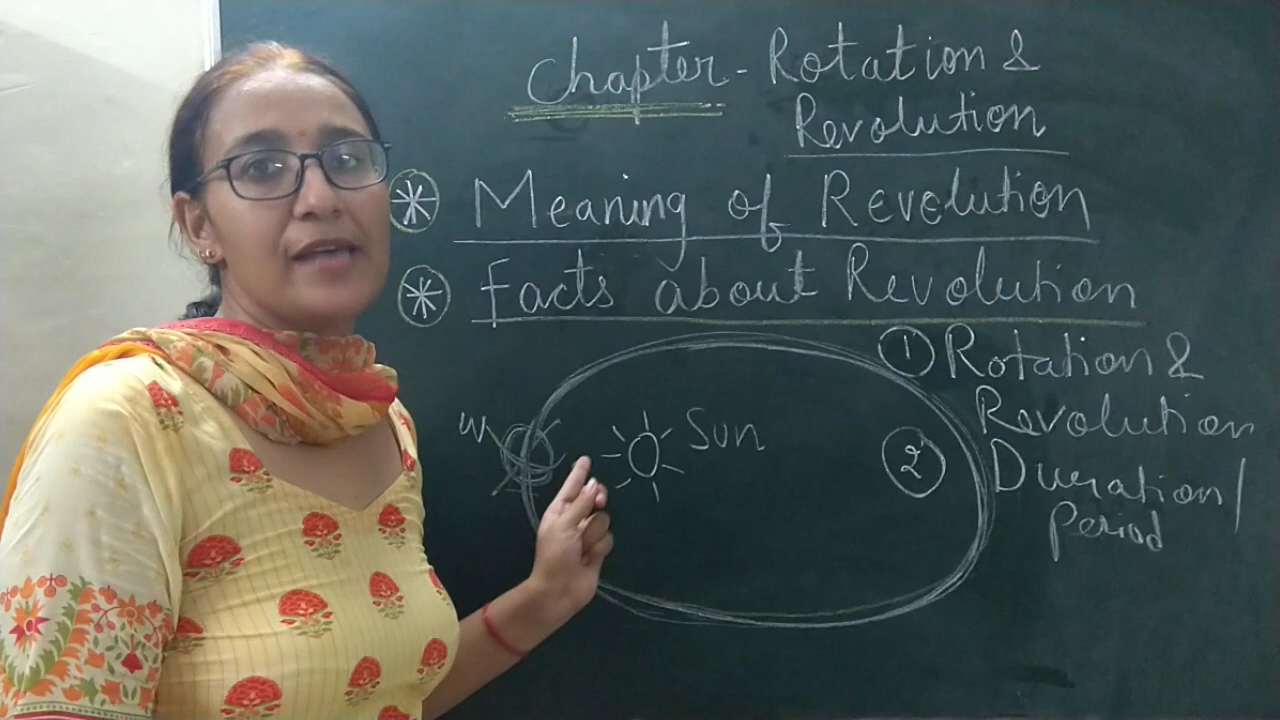 Chapter - Rotation &
Revolution
Meaning of Revolution
Facts about Revolution
① Rotation &
Revolution
Sun
W
② Duration /
Period